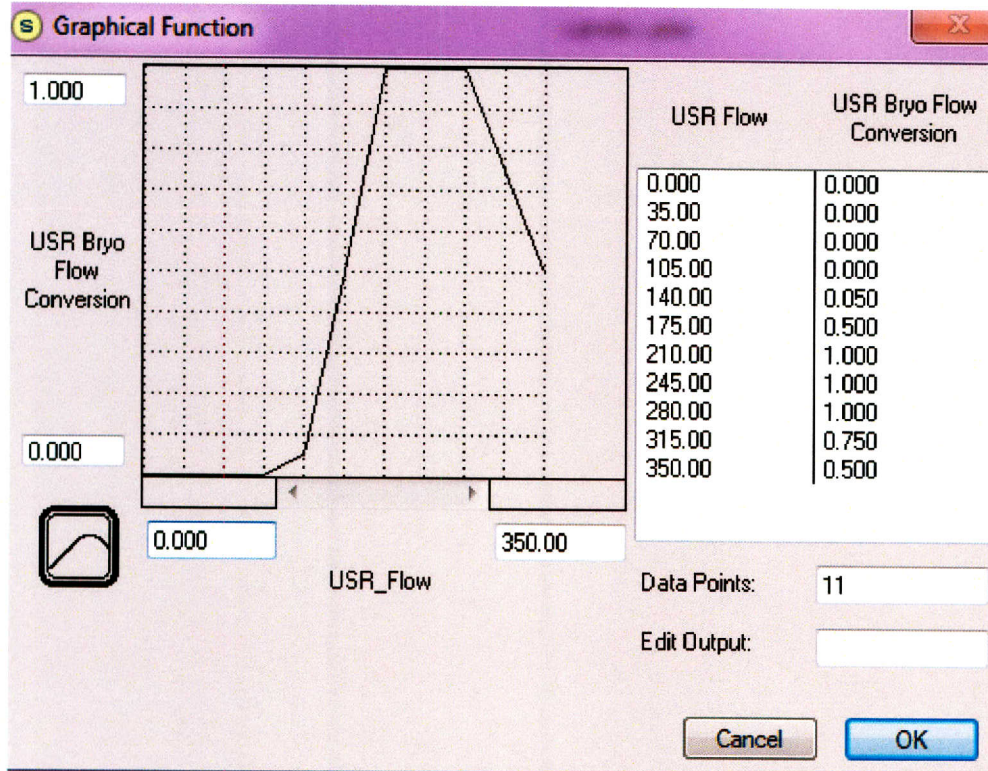 S Graphical Function X
1.000
USR Bryo
Flow
Conversion
0.000
0.000
350.00
USR_Flow
USR Flow
USR Bryo Flow
Conversion
0.000 0.000
35.00 0.000
70.00 0.000
105.00 0.000
140.00 0.050
175.00 0.500
210.00 1.000
245.00 1.000
280.00 1.000
315.00 0.750
350.00 0.500
Data Points: 11
Edit Output:
Cancel OK